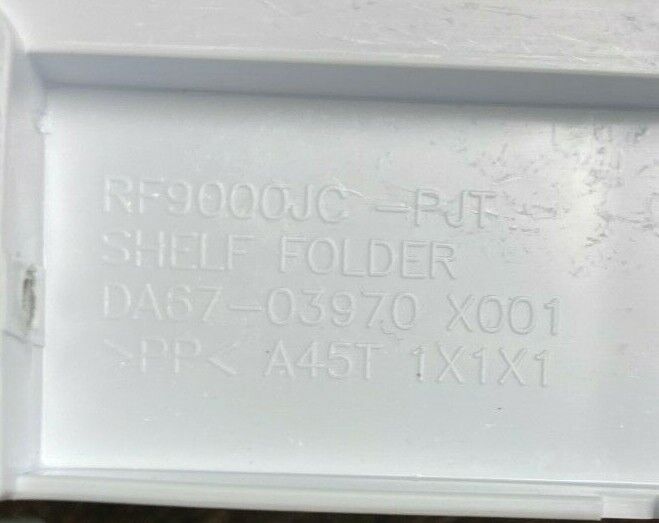 RF9000JC -PJT
SHELF FOLDER
DA67-03970 X001
>PP< A45T 1X1X1